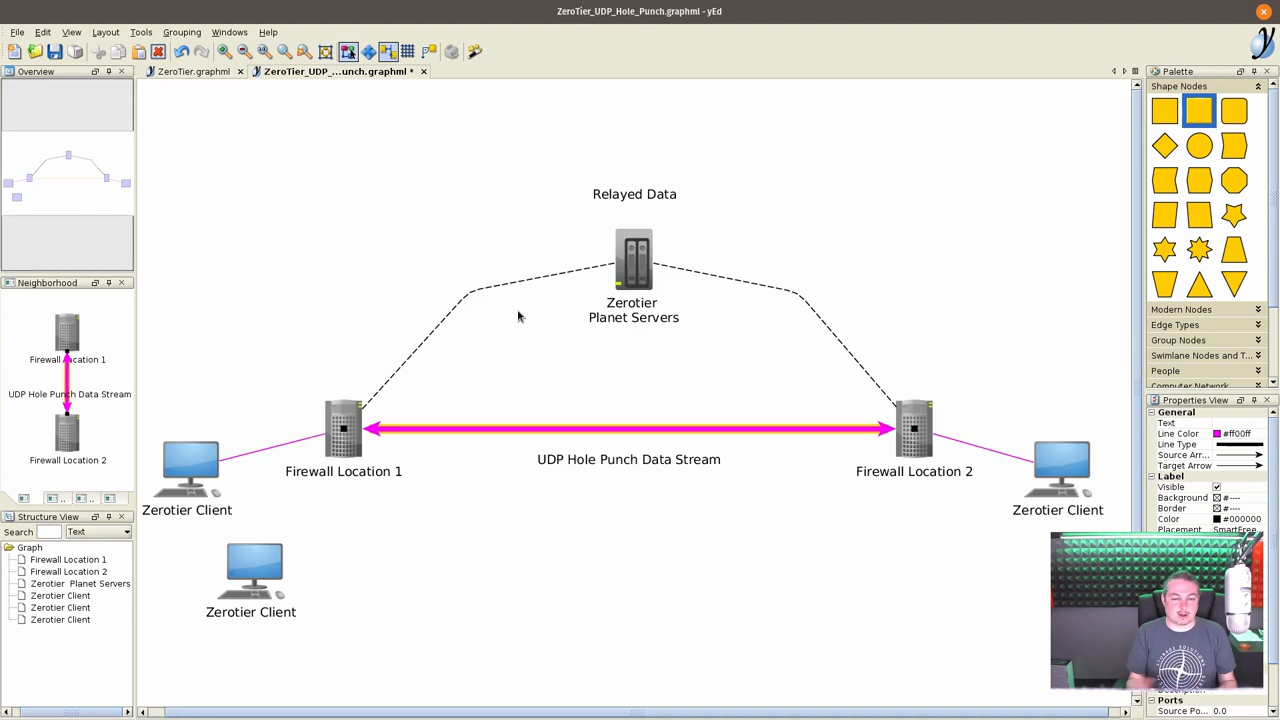 ZeroTier_UDP_Hole_Punch.graphml - yEd
File Edit View Layout Tools Grouping Windows Help
Overview
ZeroTier.graphml
ZeroTier_UDP_...unch.graphml *
Palette
Shape Nodes
Modern Nodes
Edge Types
Group Nodes
Swimlane Nodes and T...
People
Computer Network
Neighborhood
Firewall Location 1
UDP Hole Punch Data Stream
Firewall Location 2
Structure View
Search Text
Graph
Firewall Location 1
Firewall Location 2
Zerotier Planet Servers
Zerotier Client
Zerotier Client
Zerotier Client
Relayed Data
Zerotier
Planet Servers
Firewall Location 1
UDP Hole Punch Data Stream
Firewall Location 2
Zerotier Client
Zerotier Client
Zerotier Client
Properties View
General
Text
Line Color #ff00ff
Line Type
Source Arr...
Target Arrow
Label
Visible
Background #----
Border #----
Color #000000
Placement SmartFree
Ports
Source Po... 0.0